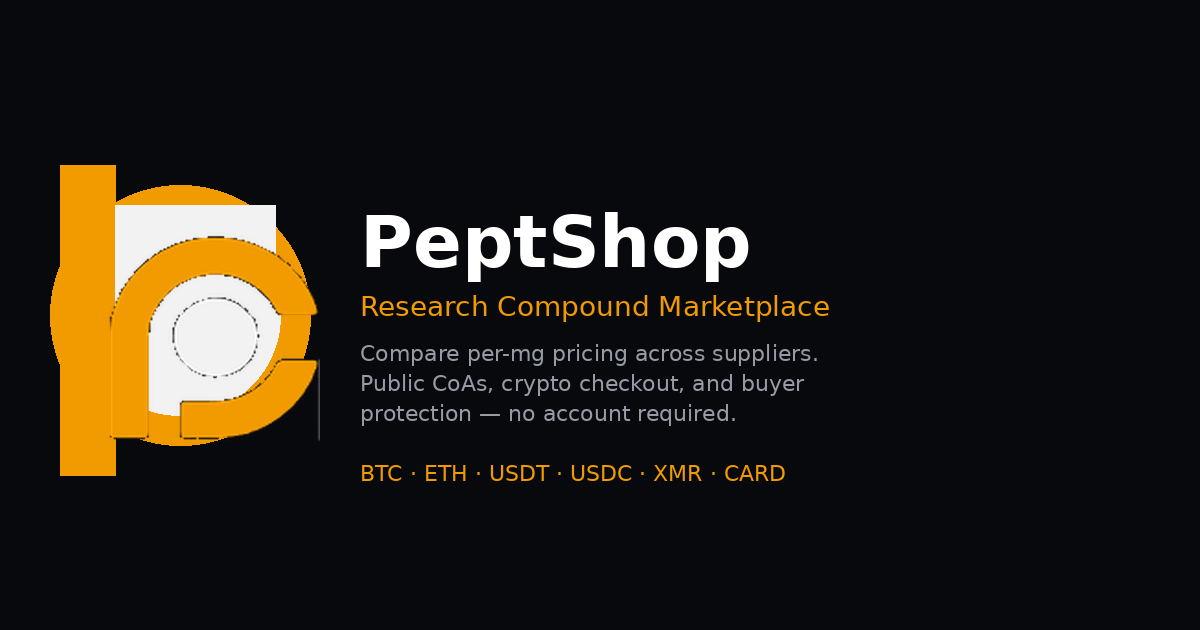 PeptShop
Research Compound Marketplace
Compare per-mg pricing across suppliers.
Public CoAs, crypto checkout, and buyer
protection — no account required.
BTC · ETH · USDT · USDC · XMR · CARD